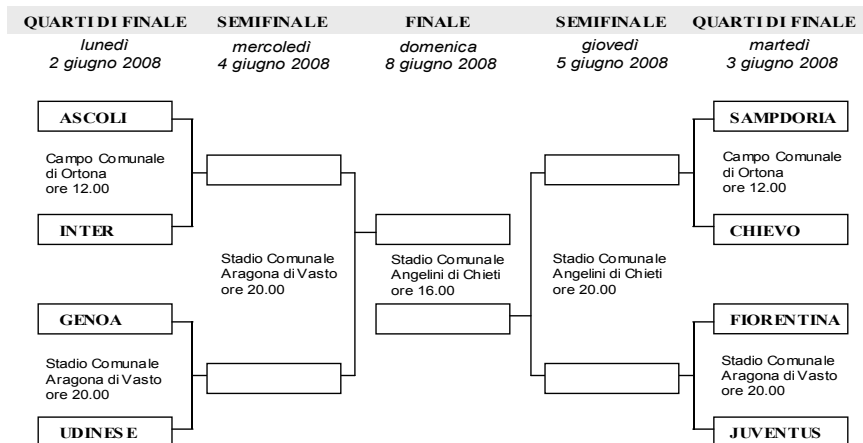 QUARTI DI FINALE SEMIFINALE FINALE SEMIFINALE QUARTI DI FINALE
lunedì mercoledì domenica giovedì martedì
2 giugno 2008 4 giugno 2008 8 giugno 2008 5 giugno 2008 3 giugno 2008
ASCOLI SAMPDORIA
Campo Comunale Campo Comunale
di Ortona di Ortona
ore 12.00 ore 12.00
INTER CHIEVO
Stadio Comunale Stadio Comunale Stadio Comunale
Aragona di Vasto Angelini di Chieti Angelini di Chieti
ore 20.00 ore 16.00 ore 20.00
GENOA FIORENTINA
Stadio Comunale Stadio Comunale
Aragona di Vasto Aragona di Vasto
ore 20.00 ore 20.00
UDINESE JUVENTUS